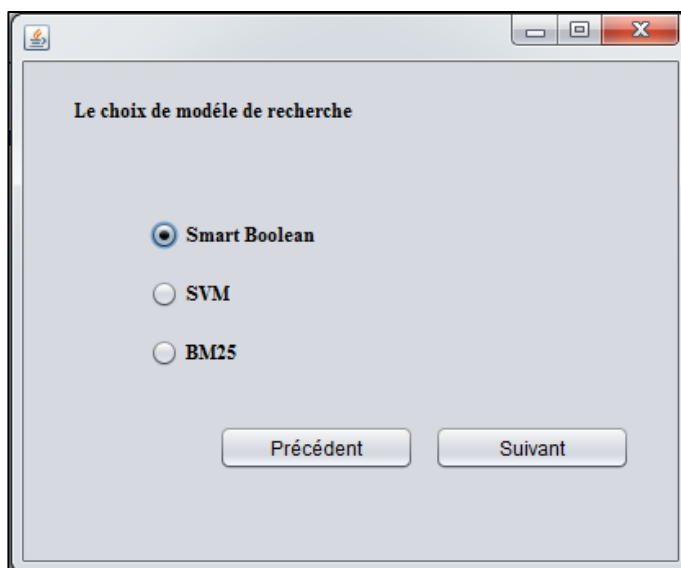 Le choix de modéle de recherche
Smart Boolean
SVM
BM25
Précédent
Suivant